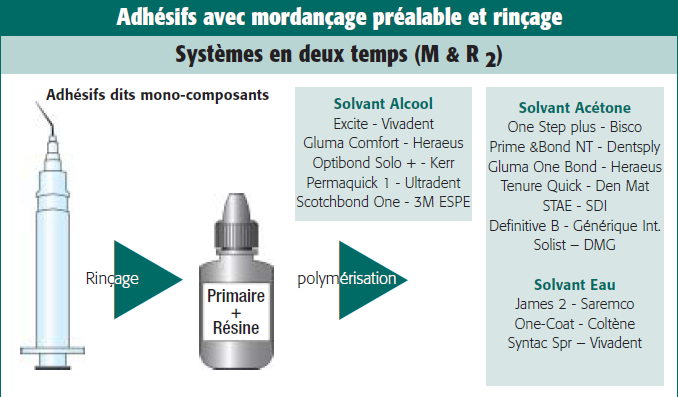 Adhésifs avec mordançage préalable et rinçage
Systèmes en deux temps (M & R 2)
Adhésifs dits mono-composants
Rinçage
Primaire
+
Résine
polymérisation
Solvant Alcool
Excite - Vivadent
Gluma Comfort - Heraeus
Optibond Solo + - Kerr
Permaquick 1 - Ultradent
Scotchbond One - 3M ESPE
Solvant Acétone
One Step plus - Bisco
Prime &Bond NT - Dentsply
Gluma One Bond - Heraeus
Tenure Quick - Den Mat
STAE - SDI
Definitive B - Générique Int.
Solist – DMG
Solvant Eau
James 2 - Saremco
One-Coat - Coltène
Syntac Spr – Vivadent